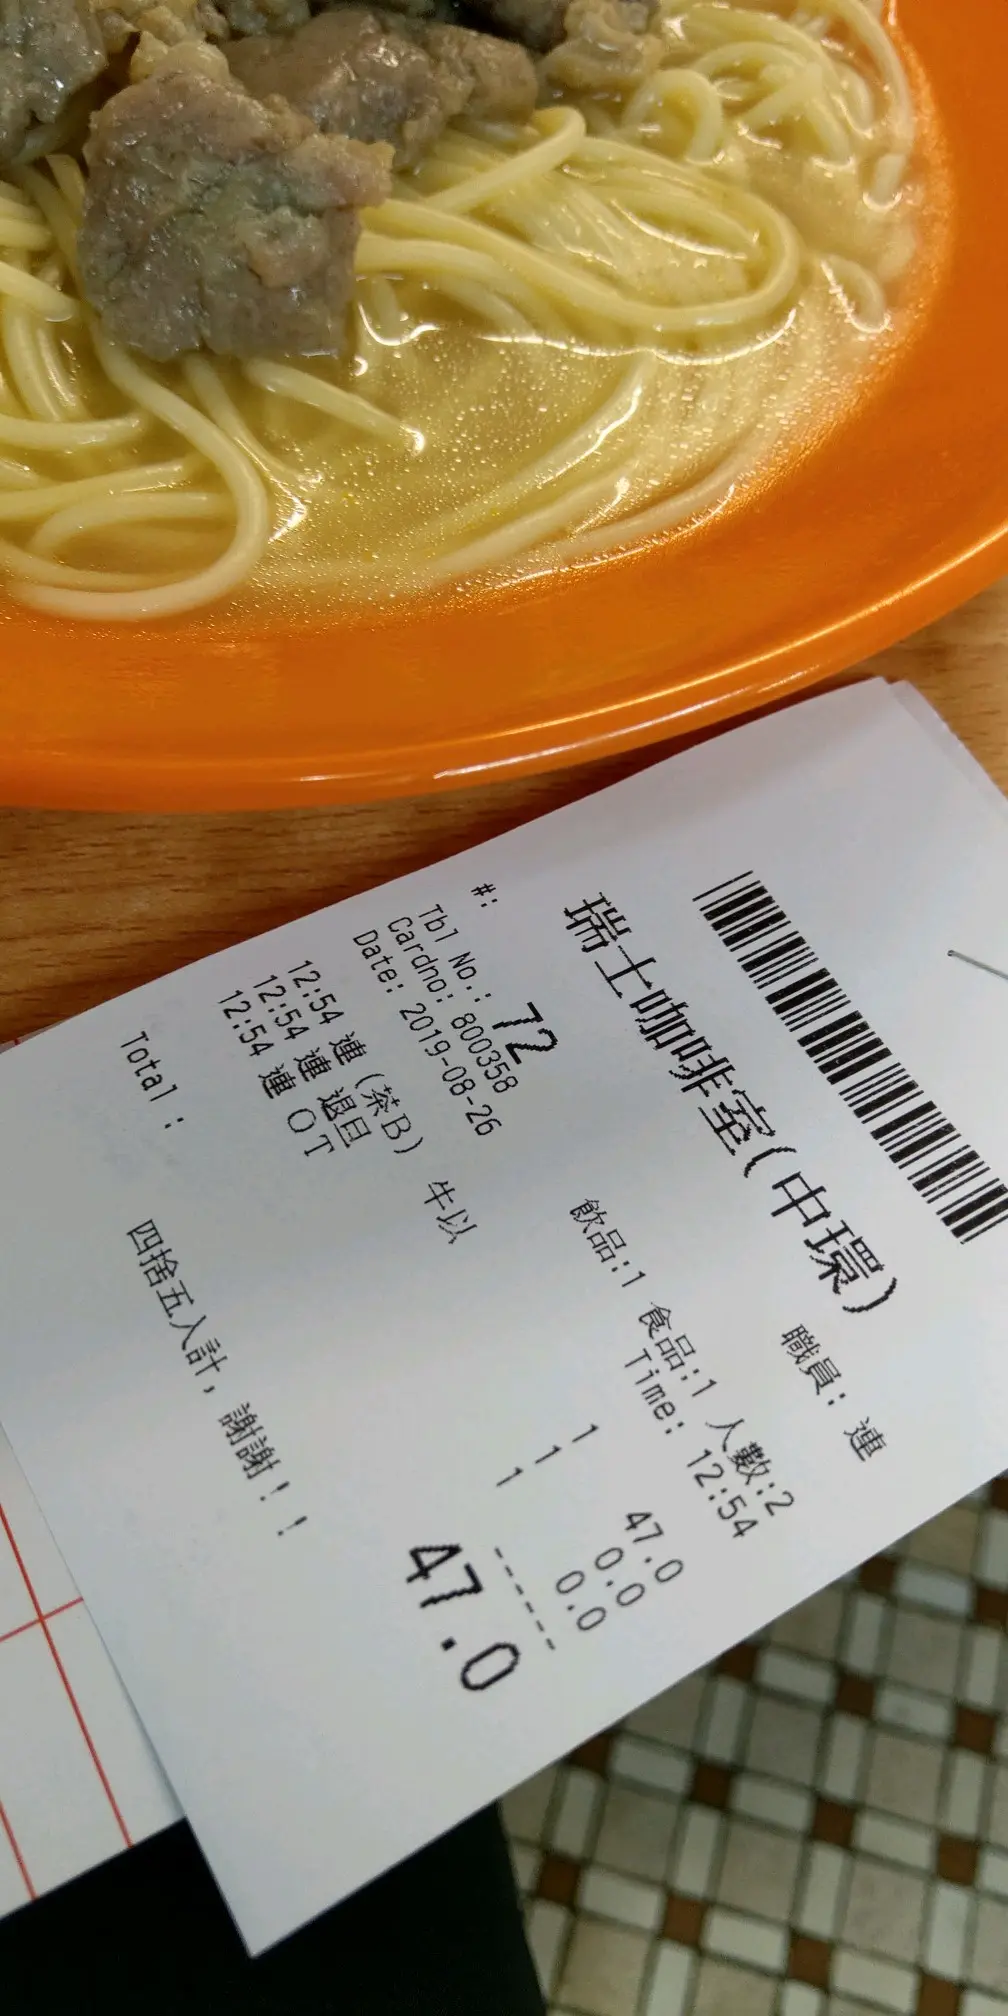 瑞士咖啡室(中環)
職員: 連
#:
飲品:1 食品:1 人數:2
Tbl No.: 72
Cardno: 800358
Time: 12:54
Date: 2019-08-26
12:54 連 (茶B) 牛以 1 47.0
12:54 連 退旦 1 0.0
12:54 連 OT 1 0.0
Total : 47.0
四捨五入計, 謝謝!!